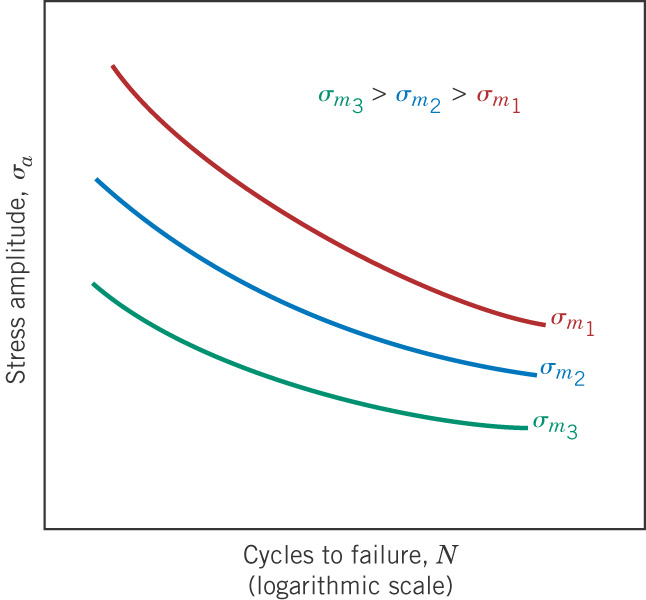 σm3 > σm2 > σm1
Stress amplitude, σa
σm1
σm2
σm3
Cycles to failure, N
(logarithmic scale)